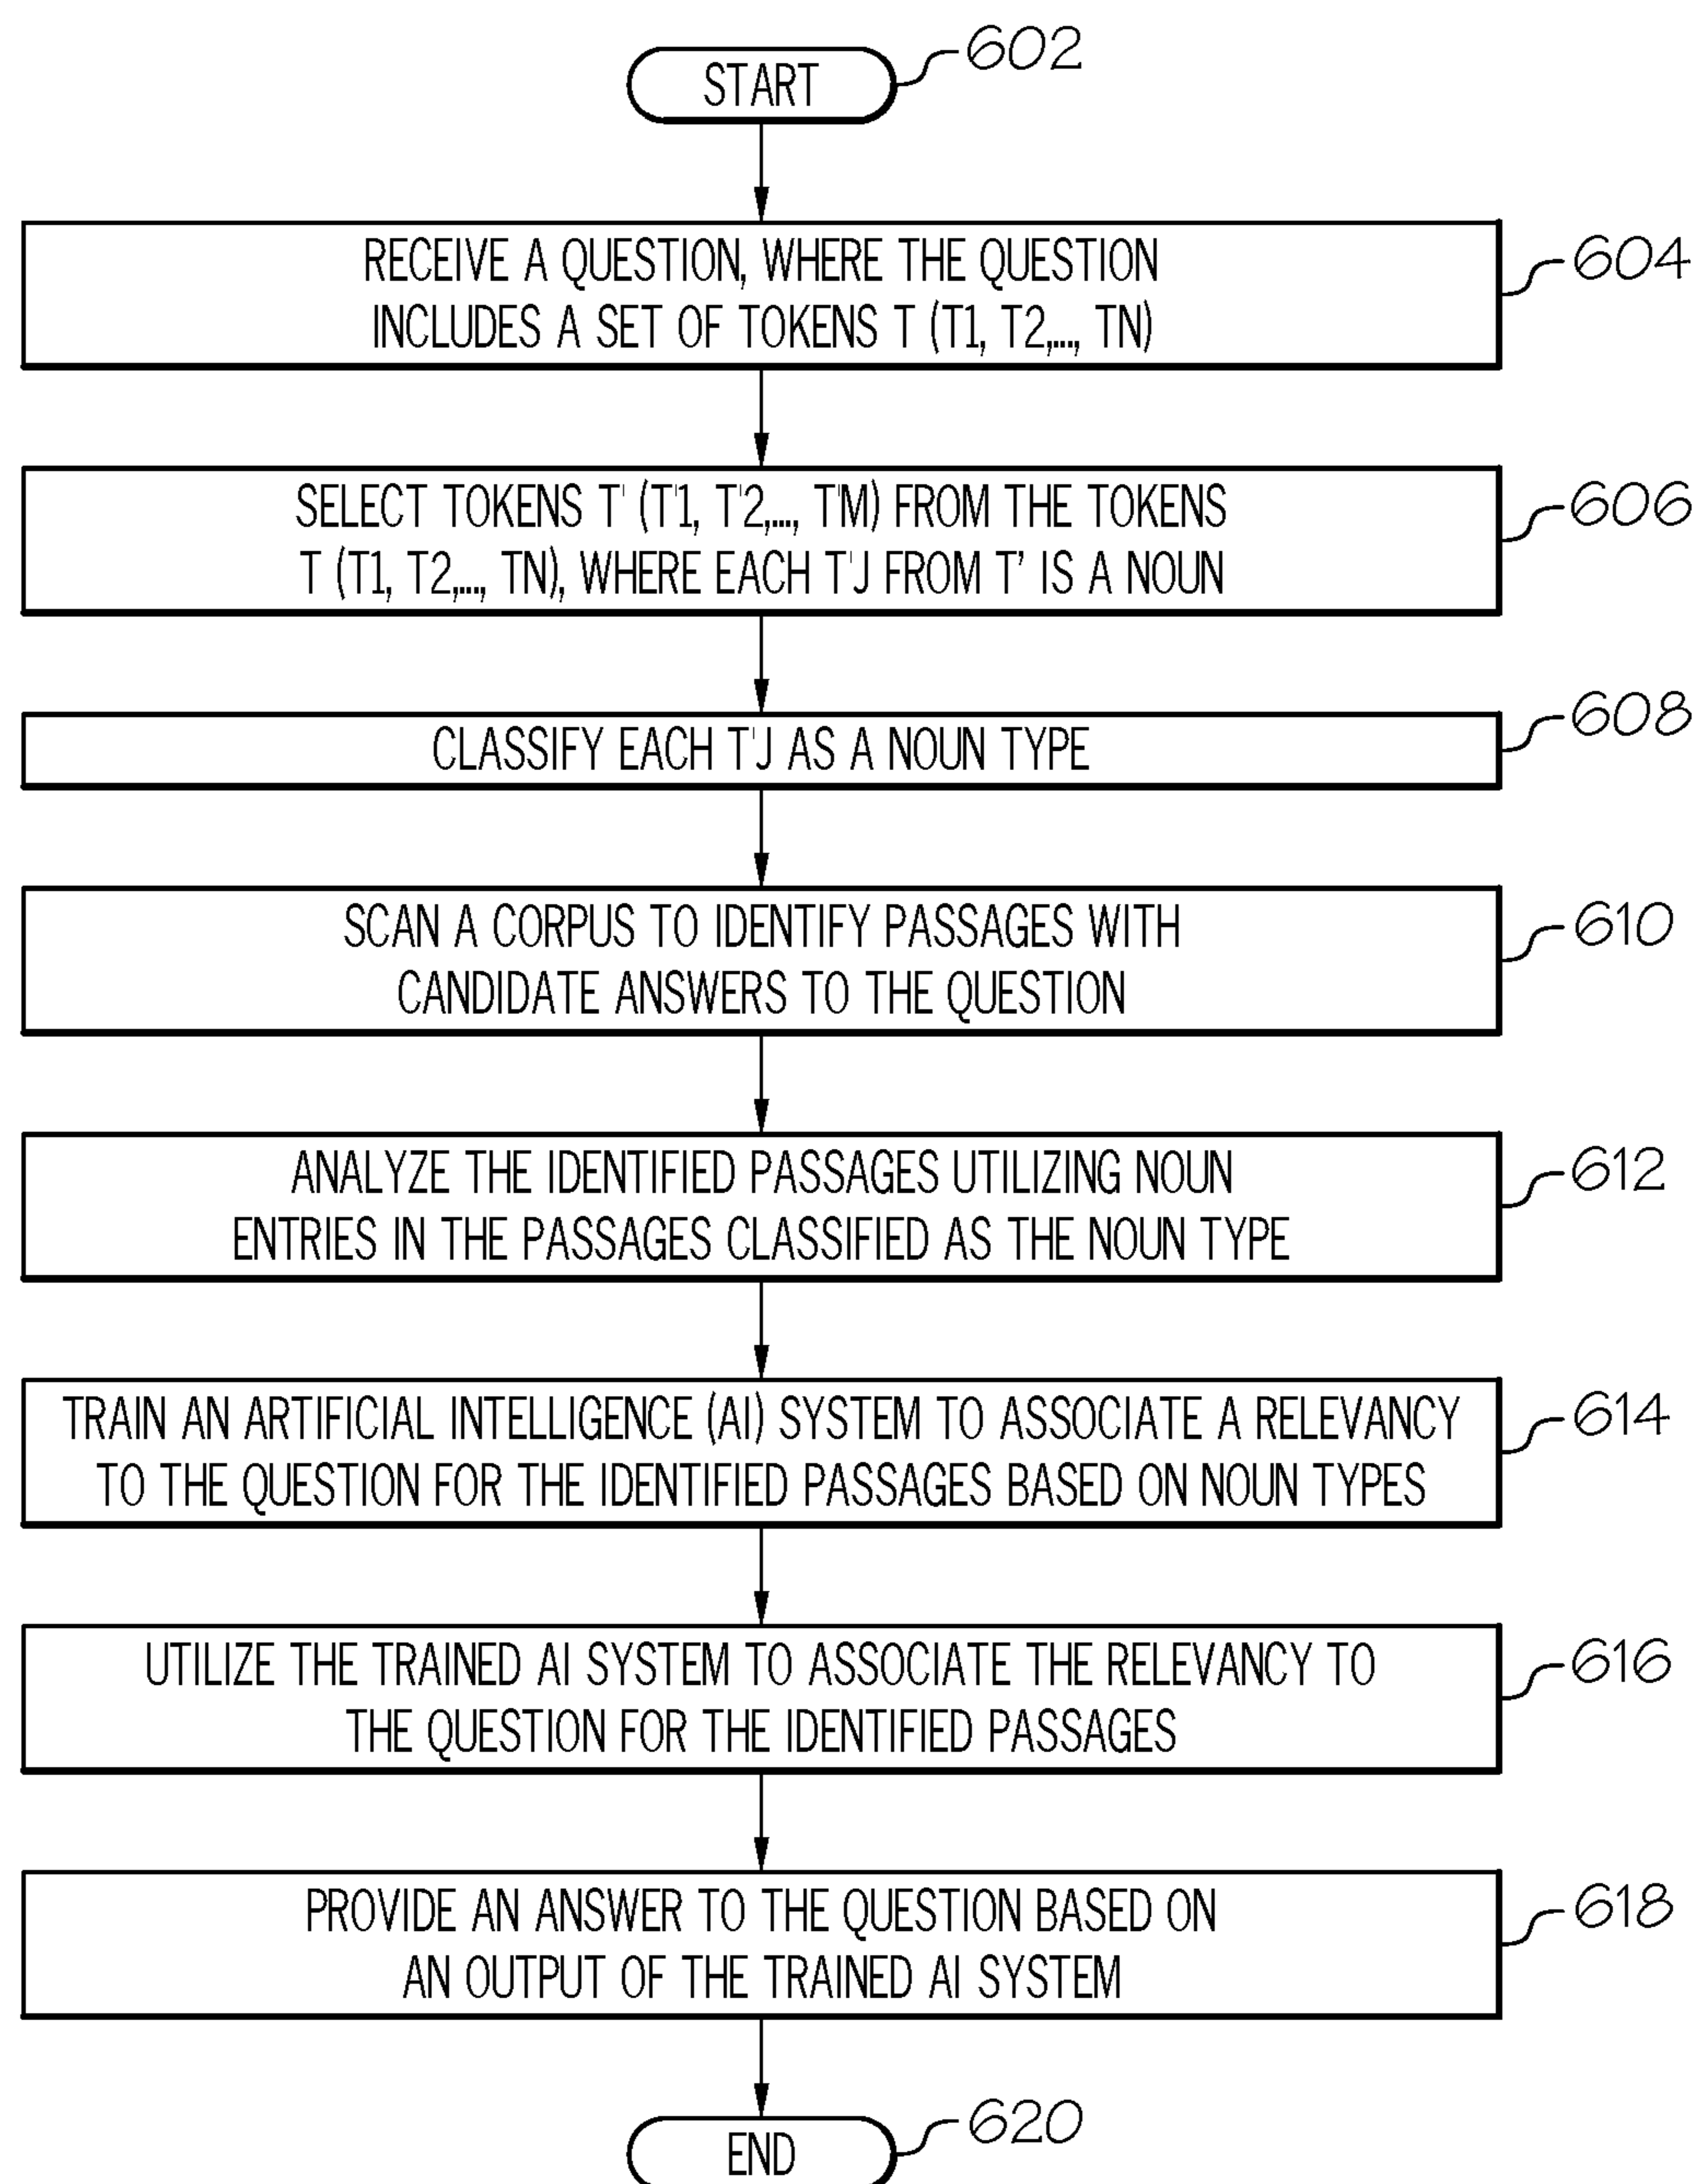 START
602
RECEIVE A QUESTION, WHERE THE QUESTION
INCLUDES A SET OF TOKENS T (T1, T2,..., TN)
604
SELECT TOKENS T' (T'1, T'2,..., T'M) FROM THE TOKENS
T (T1, T2,..., TN), WHERE EACH T'J FROM T' IS A NOUN
606
CLASSIFY EACH T'J AS A NOUN TYPE
608
SCAN A CORPUS TO IDENTIFY PASSAGES WITH
CANDIDATE ANSWERS TO THE QUESTION
610
ANALYZE THE IDENTIFIED PASSAGES UTILIZING NOUN
ENTRIES IN THE PASSAGES CLASSIFIED AS THE NOUN TYPE
612
TRAIN AN ARTIFICIAL INTELLIGENCE (AI) SYSTEM TO ASSOCIATE A RELEVANCY
TO THE QUESTION FOR THE IDENTIFIED PASSAGES BASED ON NOUN TYPES
614
UTILIZE THE TRAINED AI SYSTEM TO ASSOCIATE THE RELEVANCY TO
THE QUESTION FOR THE IDENTIFIED PASSAGES
616
PROVIDE AN ANSWER TO THE QUESTION BASED ON
AN OUTPUT OF THE TRAINED AI SYSTEM
618
END
620